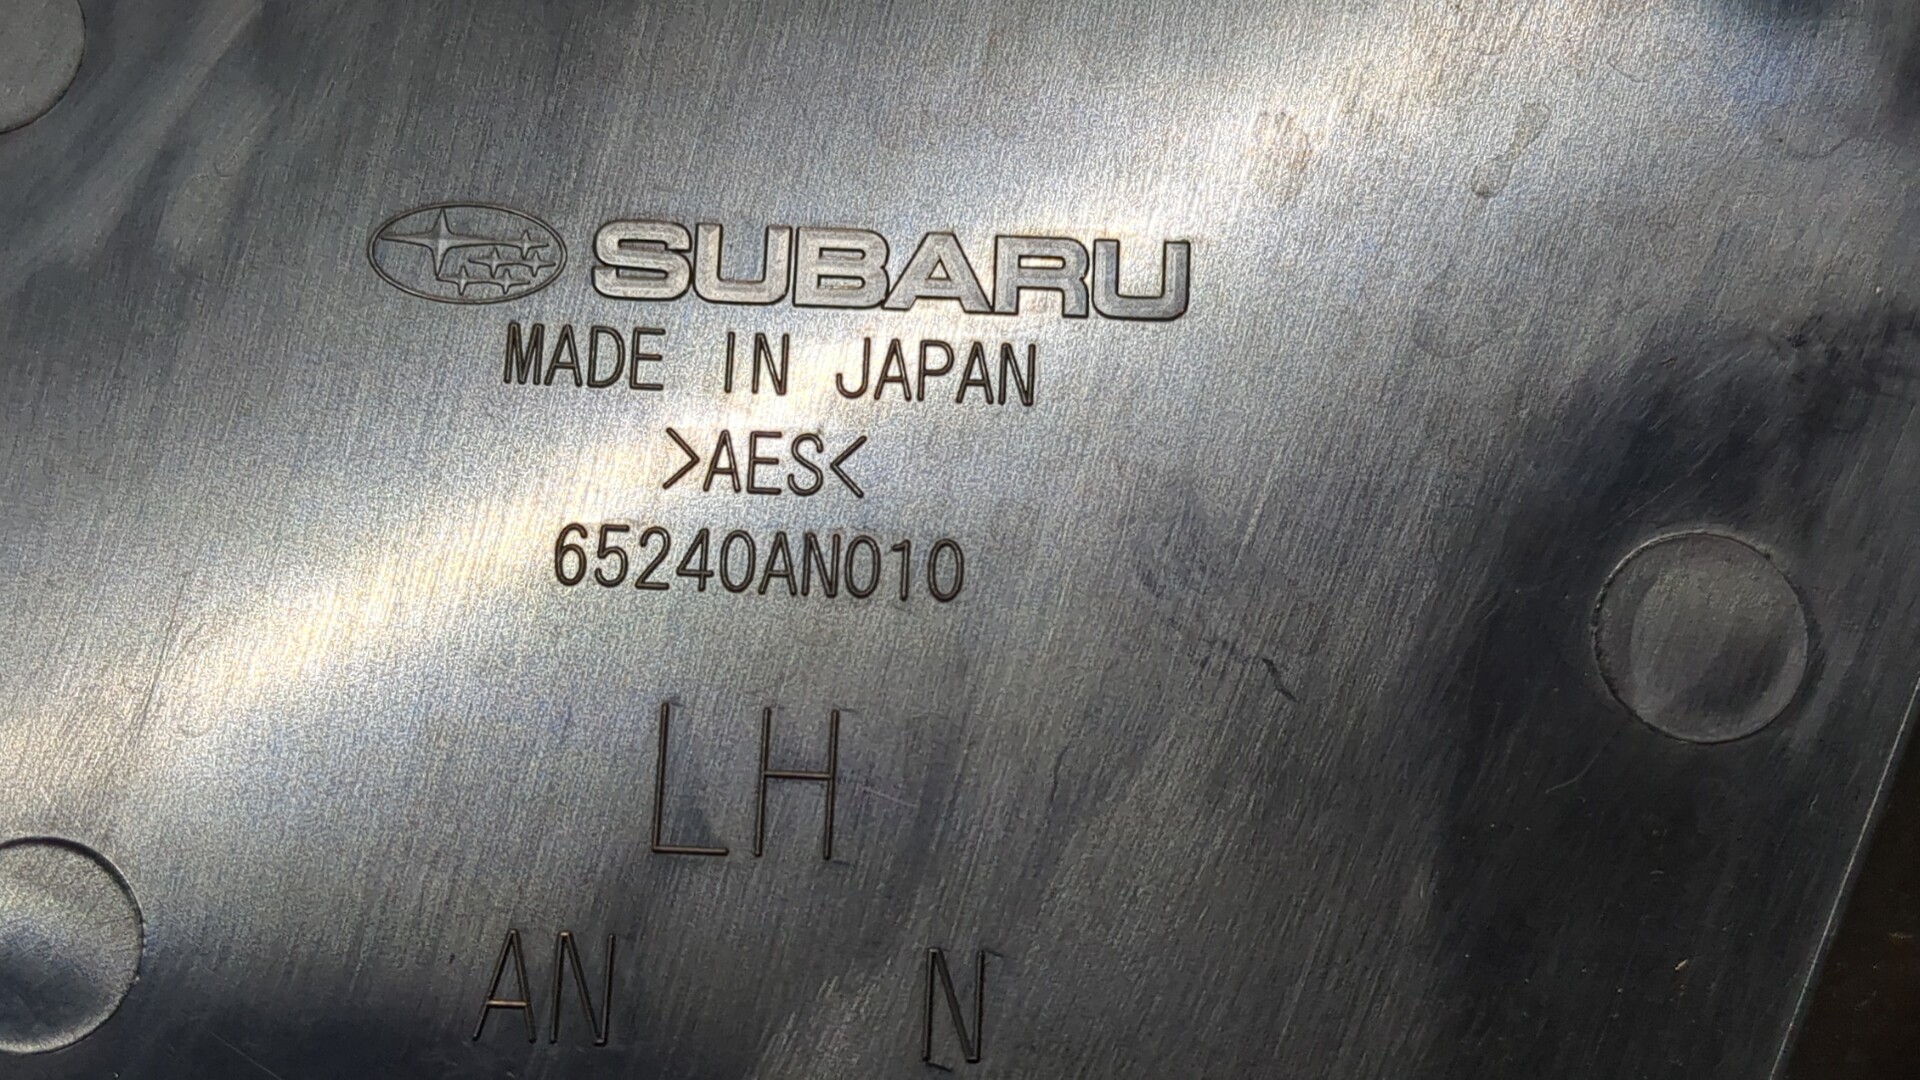 SUBARU
MADE IN JAPAN
>AES<
65240AN010
LH
AN N